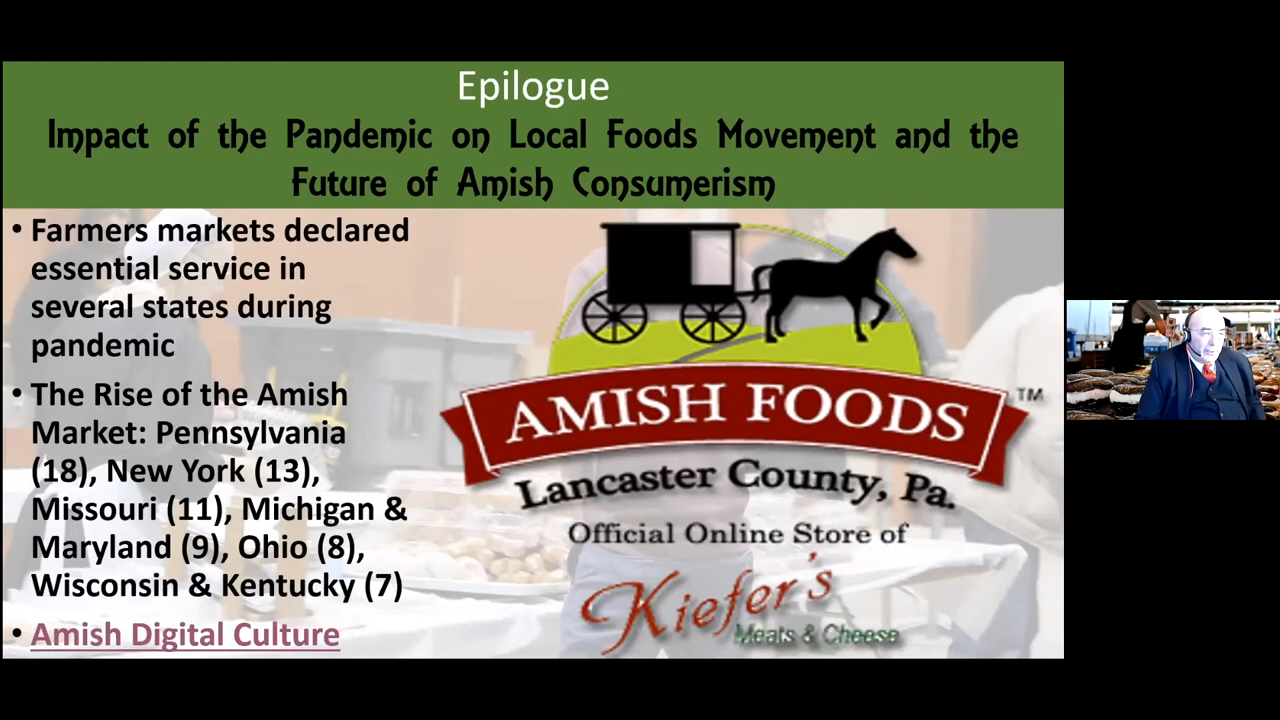 Epilogue
Impact of the Pandemic on Local Foods Movement and the
Future of Amish Consumerism
• Farmers markets declared
essential service in
several states during
pandemic
• The Rise of the Amish
Market: Pennsylvania
(18), New York (13),
Missouri (11), Michigan &
Maryland (9), Ohio (8),
Wisconsin & Kentucky (7)
• Amish Digital Culture
AMISH FOODS™
Lancaster County, Pa.
Official Online Store of
Kiefer's
Meats & Cheese